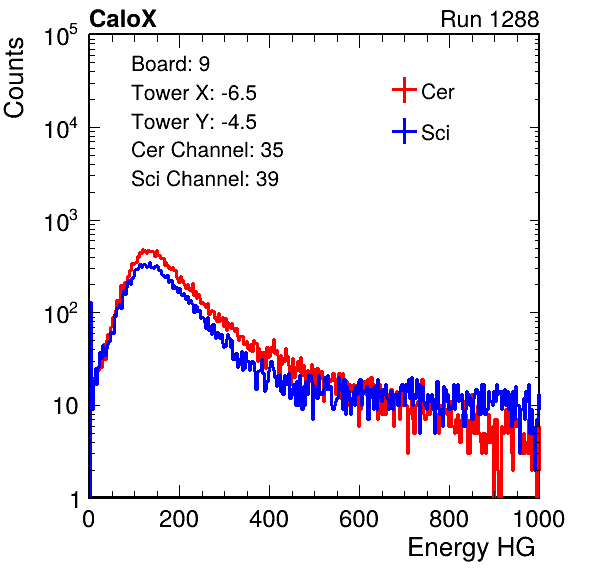 CaloX Run 1288
Counts
Board: 9
Tower X: -6.5
Tower Y: -4.5
Cer Channel: 35
Sci Channel: 39
Cer
Sci
10^5
10^4
10^3
10^2
10
1
0 200 400 600 800 1000
Energy HG